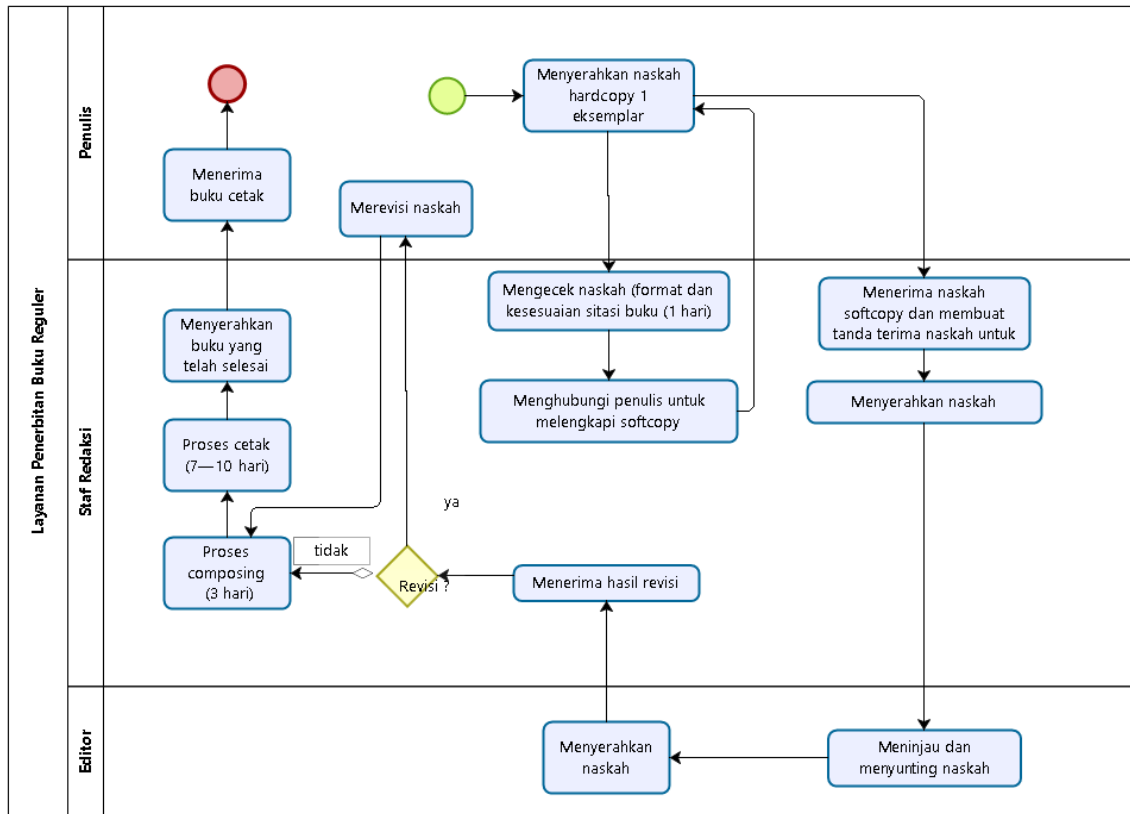 Layanan Penerbitan Buku Reguler
Penulis
Menyerahkan naskah
hardcopy 1
eksemplar
Menerima
buku cetak
Merevisi naskah
Staf Redaksi
Mengecek naskah (format dan
kesesuaian sitasi buku (1 hari)
Menerima naskah
softcopy dan membuat
tanda terima naskah untuk
Menyerahkan
buku yang
telah selesai
Menghubungi penulis untuk
melengkapi softcopy
Menyerahkan naskah
Proses cetak
(7—10 hari)
ya
Proses
composing
(3 hari)
tidak
Revisi ?
Menerima hasil revisi
Editor
Menyerahkan
naskah
Meninjau dan
menyunting naskah